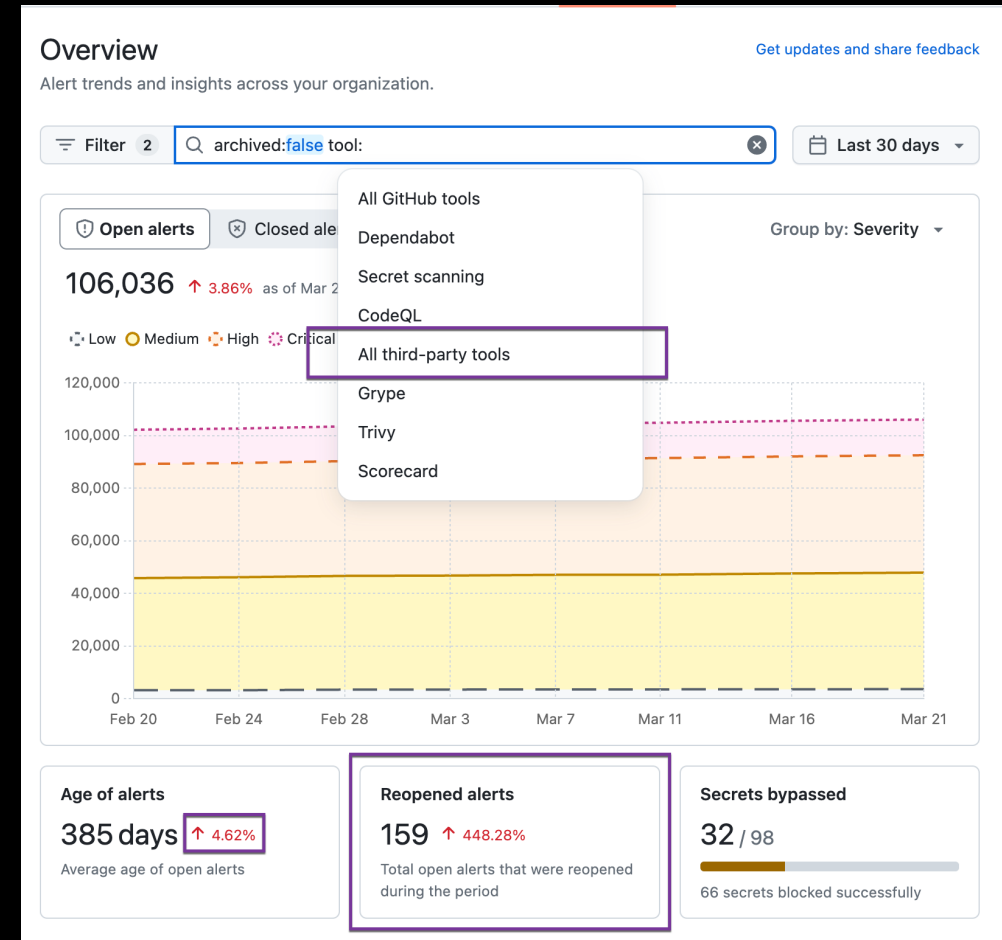 Overview
Get updates and share feedback
Alert trends and insights across your organization.
Filter 2
archived:false tool:
Last 30 days
All GitHub tools
Dependabot
Secret scanning
CodeQL
All third-party tools
Grype
Trivy
Scorecard
Open alerts
Closed ale
Group by: Severity
106,036 ↑ 3.86% as of Mar 2
Low Medium High Critical
120,000
100,000
80,000
60,000
40,000
20,000
0
Feb 20 Feb 24 Feb 28 Mar 3 Mar 7 Mar 11 Mar 16 Mar 21
Age of alerts
385 days ↑ 4.62%
Average age of open alerts
Reopened alerts
159 ↑ 448.28%
Total open alerts that were reopened
during the period
Secrets bypassed
32 / 98
66 secrets blocked successfully